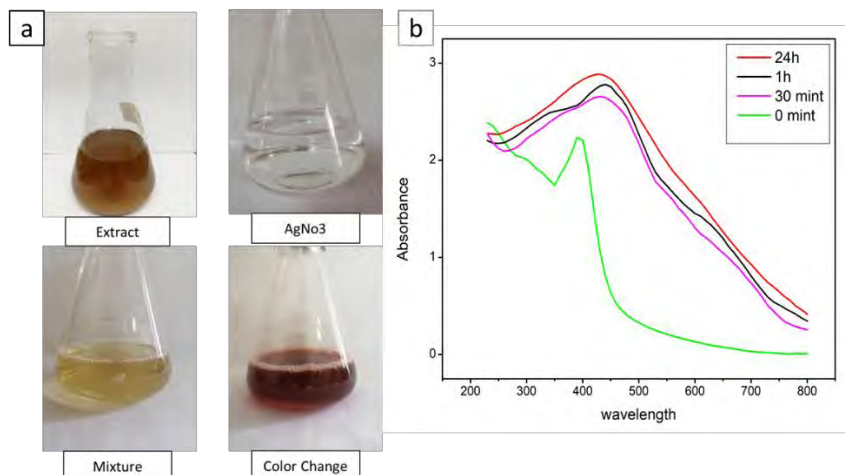 a
Extract
AgNo3
Mixture
Color Change
b
24h
1h
30 mint
0 mint
Absorbance
3
2
1
0
200 300 400 500 600 700 800
wavelength